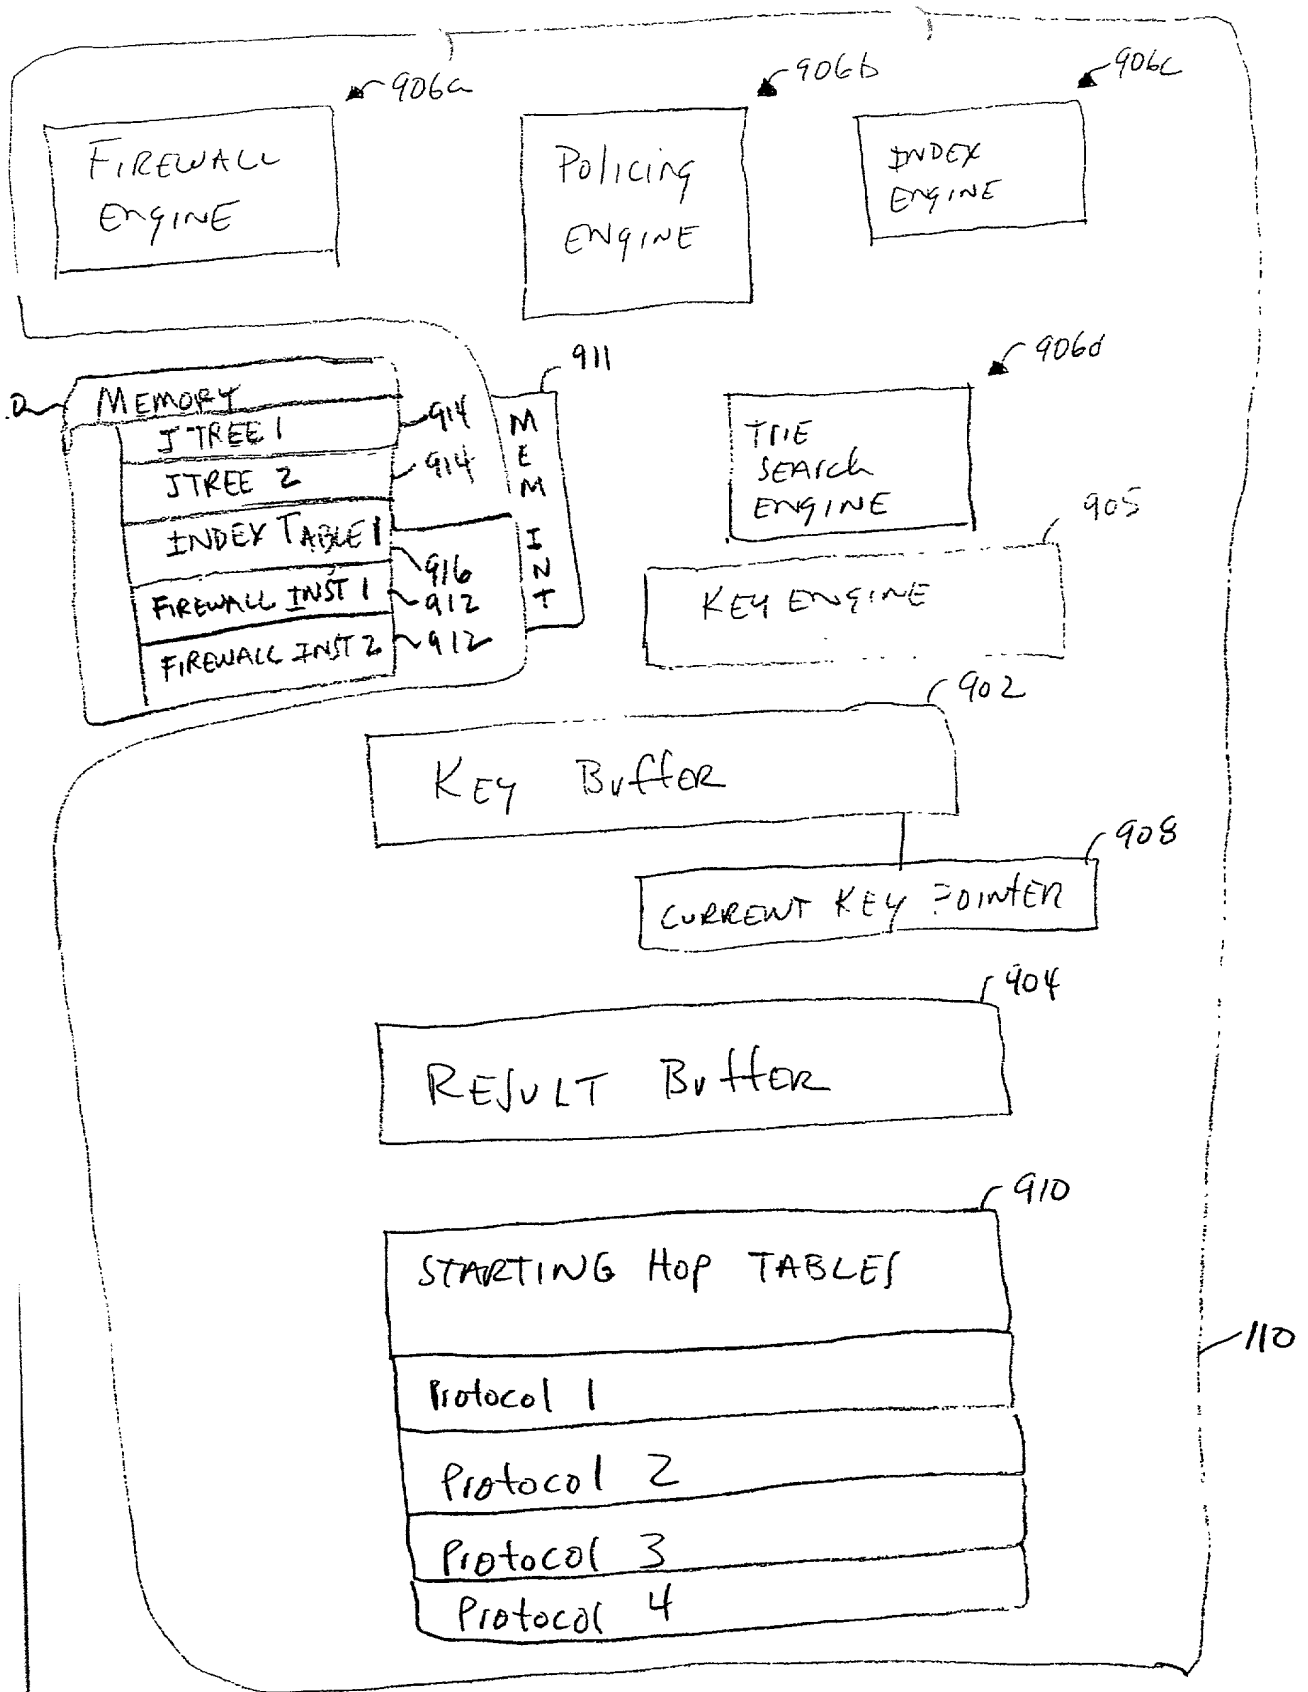 906a
906b
906c
FIREWALL
ENGINE
Policing
ENGINE
INDEX
ENGINE
911
906d
MEMORY
JTREE 1
914
JTREE 2
914
INDEX TABLE 1
916
FIREWALL INST 1
912
FIREWALL INST 2
912
MEM INT
TRIE
SEARCH
ENGINE
905
KEY ENGINE
902
KEY Buffer
908
CURRENT KEY POINTER
904
RESULT Buffer
910
STARTING HOP TABLES
Protocol 1
110
Protocol 2
Protocol 3
Protocol 4